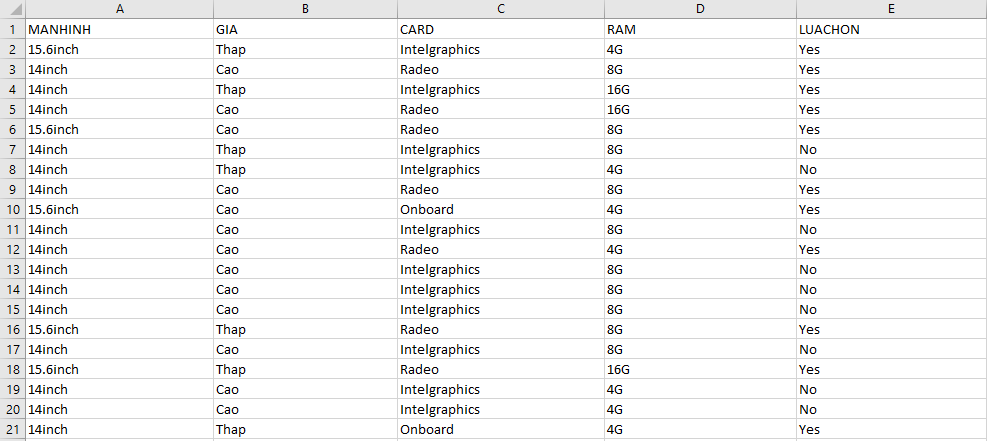 A B C D E
1 MANHINH GIA CARD RAM LUACHON
2 15.6inch Thap Intelgraphics 4G Yes
3 14inch Cao Radeo 8G Yes
4 14inch Thap Intelgraphics 16G Yes
5 14inch Cao Radeo 16G Yes
6 15.6inch Cao Radeo 8G Yes
7 14inch Thap Intelgraphics 8G No
8 14inch Thap Intelgraphics 4G No
9 14inch Cao Radeo 8G Yes
10 15.6inch Cao Onboard 4G Yes
11 14inch Cao Intelgraphics 8G No
12 14inch Cao Radeo 4G Yes
13 14inch Cao Intelgraphics 8G No
14 14inch Cao Intelgraphics 8G No
15 14inch Cao Intelgraphics 8G No
16 15.6inch Thap Radeo 8G Yes
17 14inch Cao Intelgraphics 8G No
18 15.6inch Thap Radeo 16G Yes
19 14inch Cao Intelgraphics 4G No
20 14inch Cao Intelgraphics 4G No
21 14inch Thap Onboard 4G Yes